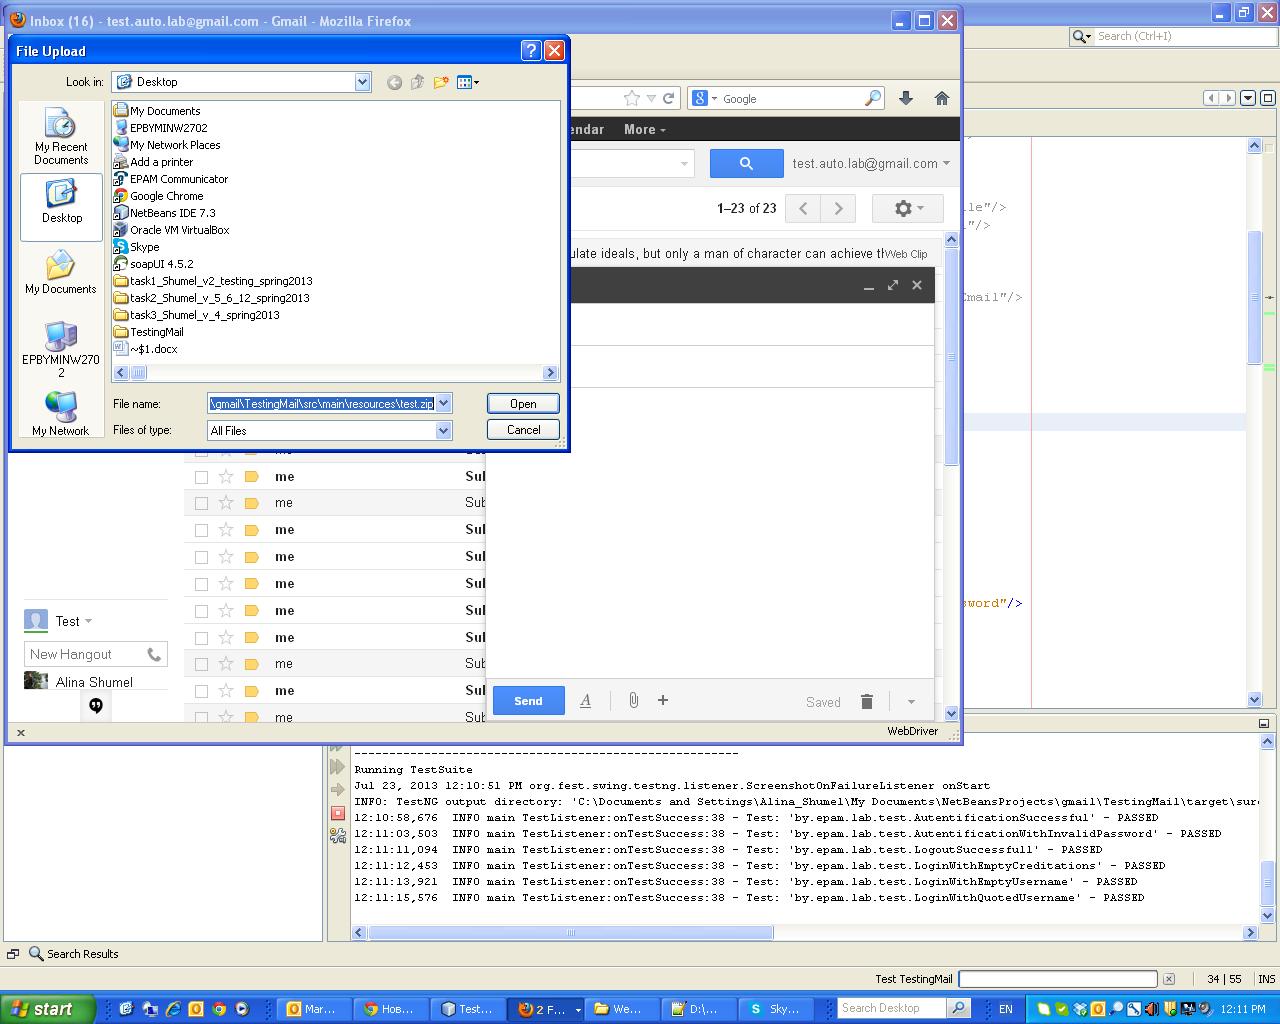 Inbox (16) - test.auto.lab@gmail.com - Gmail - Mozilla Firefox
Search (Ctrl+I)
File Upload
Look in: Desktop
My Recent Documents
Desktop
My Documents
EPBYMINW2702
My Network
My Documents
EPBYMINW2702
My Network Places
Add a printer
EPAM Communicator
Google Chrome
NetBeans IDE 7.3
Oracle VM VirtualBox
Skype
soapUI 4.5.2
task1_Shumel_v2_testing_spring2013
task2_Shumel_v_5_6_12_spring2013
task3_Shumel_v_4_spring2013
TestingMail
~$1.docx
File name: \gmail\TestingMail\src\main\resources\test.zip Open
Files of type: All Files Cancel
Google
endar More
test.auto.lab@gmail.com
1–23 of 23
ulate ideals, but only a man of character can achieve th Web Clip
ile"/>
"/>
Email"/>
sword"/>
me Sul
me Sub
me Sul
me Sul
me Sul
me Sul
me Sul
me Sub
me Sul
me Sub
Test
New Hangout
Alina Shumel
Send A Saved
x WebDriver
------------------------------------------------------
Running TestSuite
Jul 23, 2013 12:10:51 PM org.fest.swing.testng.listener.ScreenshotOnFailureListener onStart
INFO: TestNG output directory: 'C:\Documents and Settings\Alina_Shumel\My Documents\NetBeansProjects\gmail\TestingMail\target\sure
12:10:58,676 INFO main TestListener:onTestSuccess:38 - Test: 'by.epam.lab.test.AutentificationSuccessful' - PASSED
12:11:03,503 INFO main TestListener:onTestSuccess:38 - Test: 'by.epam.lab.test.AutentificationWithInvalidPassword' - PASSED
12:11:11,094 INFO main TestListener:onTestSuccess:38 - Test: 'by.epam.lab.test.LogoutSuccessfull' - PASSED
12:11:12,453 INFO main TestListener:onTestSuccess:38 - Test: 'by.epam.lab.test.LoginWithEmptyCreditations' - PASSED
12:11:13,921 INFO main TestListener:onTestSuccess:38 - Test: 'by.epam.lab.test.LoginWithEmptyUsername' - PASSED
12:11:15,576 INFO main TestListener:onTestSuccess:38 - Test: 'by.epam.lab.test.LoginWithQuotedUsername' - PASSED
Search Results
Test TestingMail 34 | 55 INS
start Mar... Нов... Test... 2 F... We... D:\... Sky... Search Desktop EN 12:11 PM